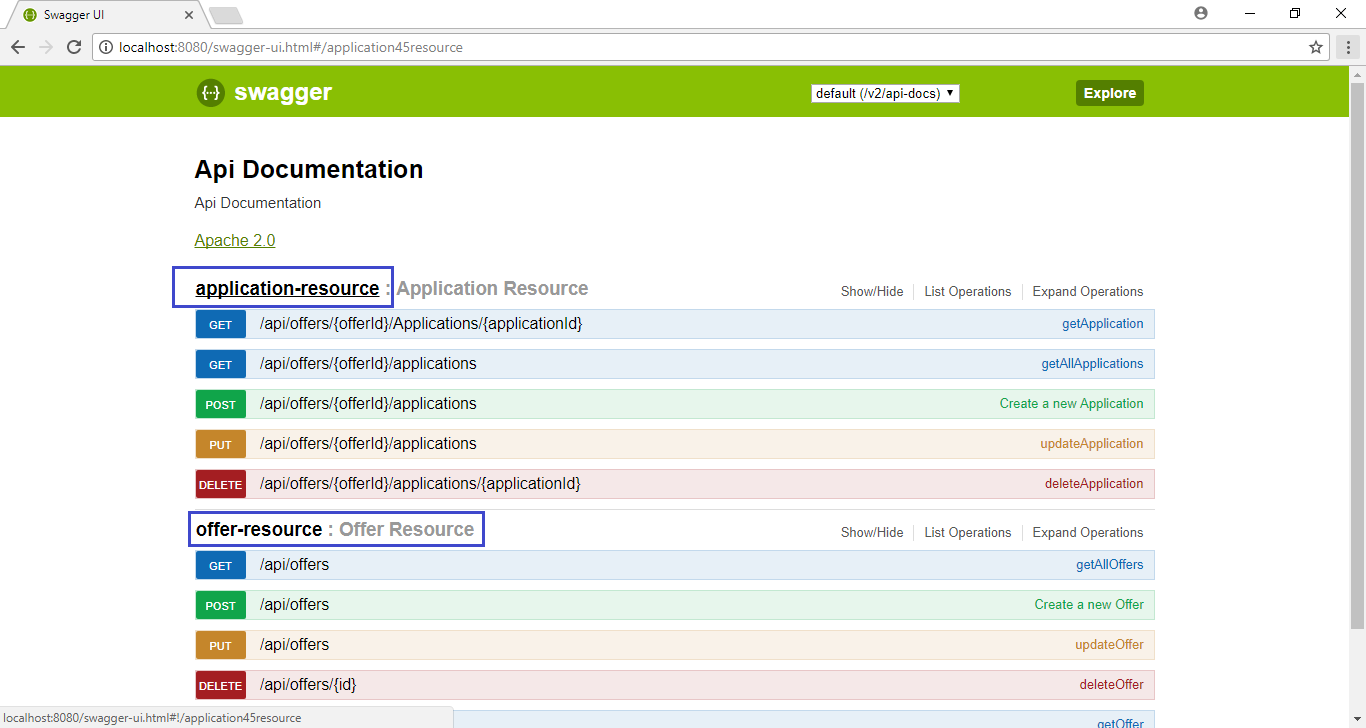 Swagger UI
localhost:8080/swagger-ui.html#/application45resource
swagger
default (/v2/api-docs)
Explore
Api Documentation
Api Documentation
Apache 2.0
application-resource : Application Resource Show/Hide List Operations Expand Operations
GET /api/offers/{offerId}/Applications/{applicationId} getApplication
GET /api/offers/{offerId}/applications getAllApplications
POST /api/offers/{offerId}/applications Create a new Application
PUT /api/offers/{offerId}/applications updateApplication
DELETE /api/offers/{offerId}/applications/{applicationId} deleteApplication
offer-resource : Offer Resource Show/Hide List Operations Expand Operations
GET /api/offers getAllOffers
POST /api/offers Create a new Offer
PUT /api/offers updateOffer
DELETE /api/offers/{id} deleteOffer
getOffer
localhost:8080/swagger-ui.html#!/application45resource